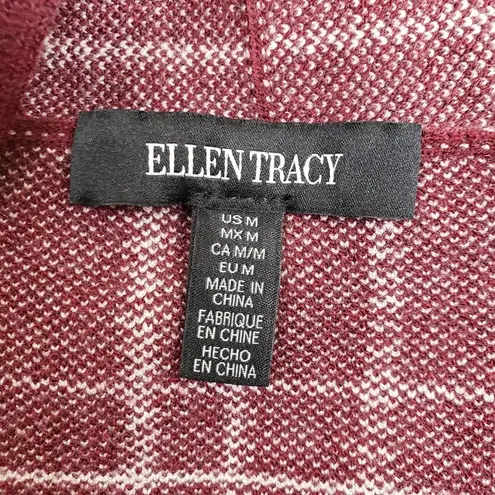 ELLEN TRACY
US M
MX M
CA M/M
EU M
MADE IN
CHINA
FABRIQUE
EN CHINE
HECHO
EN CHINA